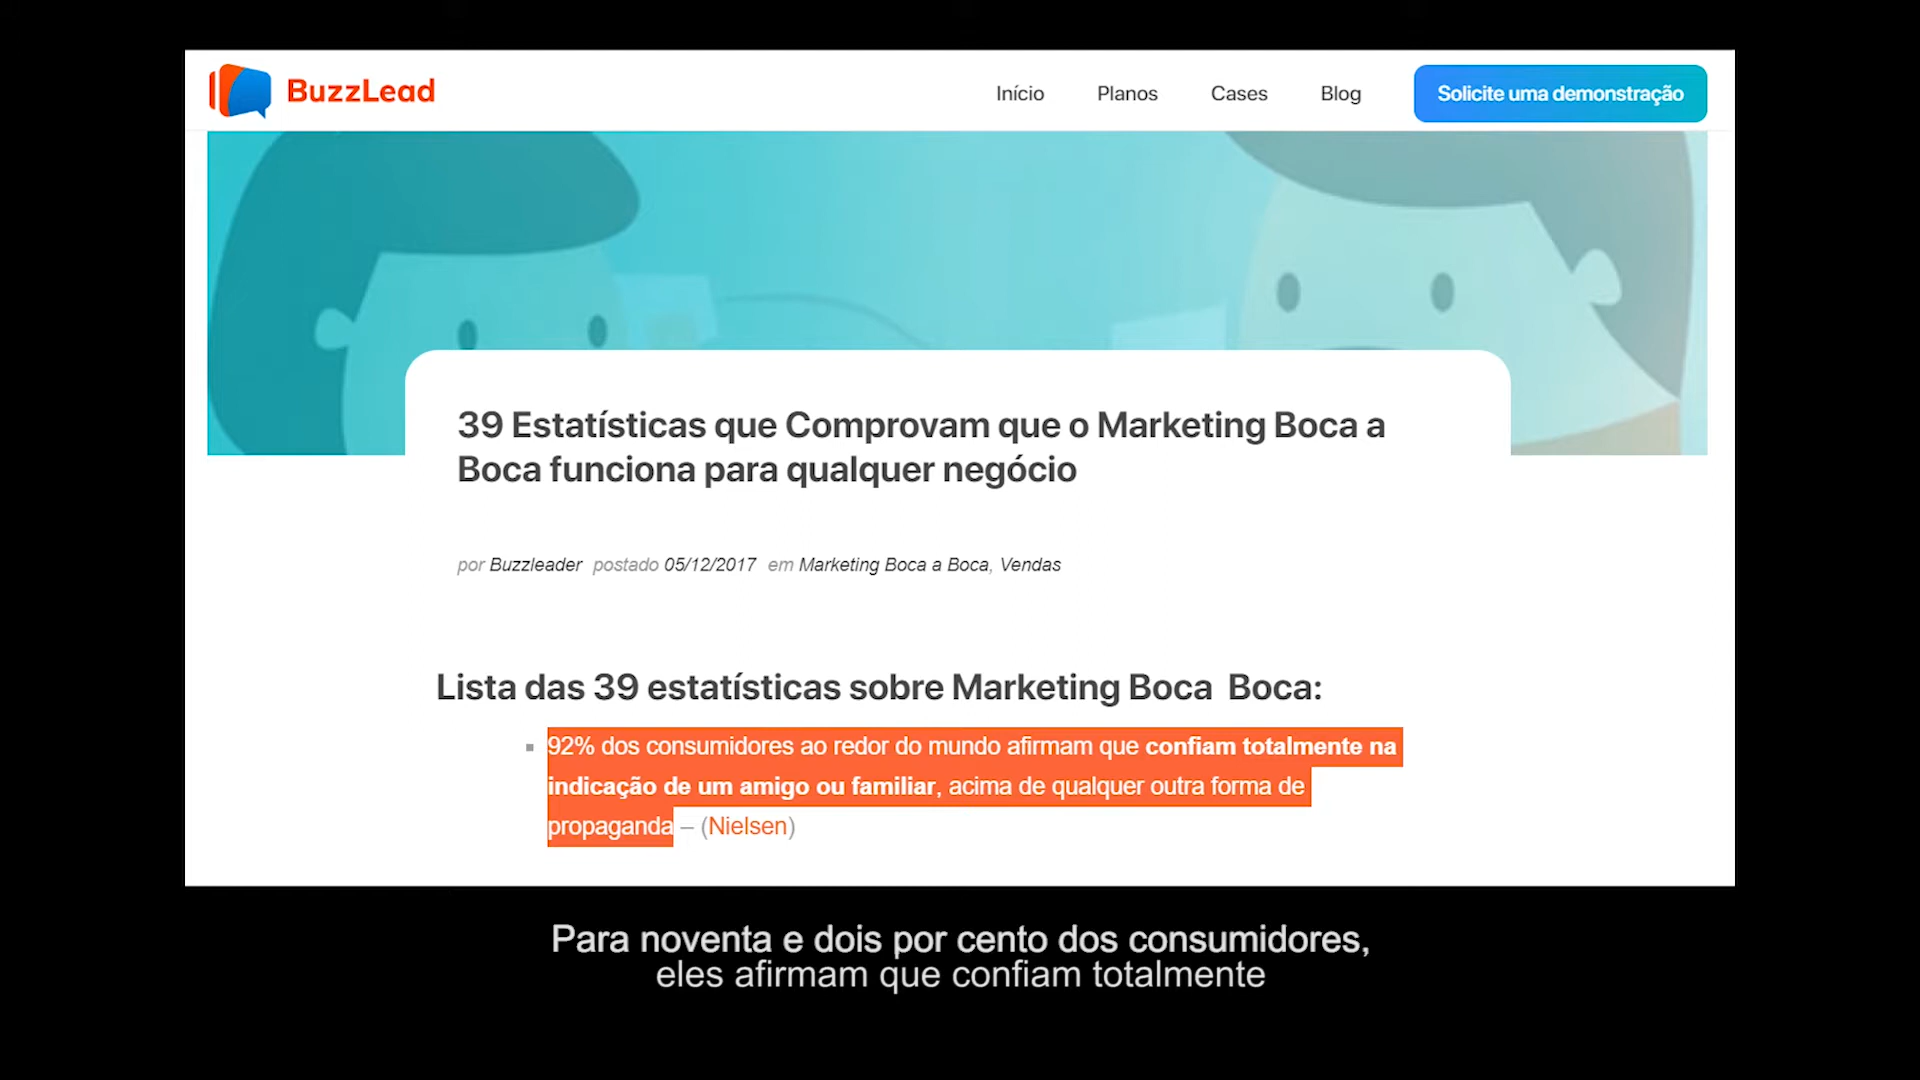 BuzzLead
Início Planos Cases Blog Solicite uma demonstração
39 Estatísticas que Comprovam que o Marketing Boca a
Boca funciona para qualquer negócio
por Buzzleader postado 05/12/2017 em Marketing Boca a Boca, Vendas
Lista das 39 estatísticas sobre Marketing Boca Boca:
92% dos consumidores ao redor do mundo afirmam que confiam totalmente na
indicação de um amigo ou familiar, acima de qualquer outra forma de
propaganda – (Nielsen)
Para noventa e dois por cento dos consumidores,
eles afirmam que confiam totalmente